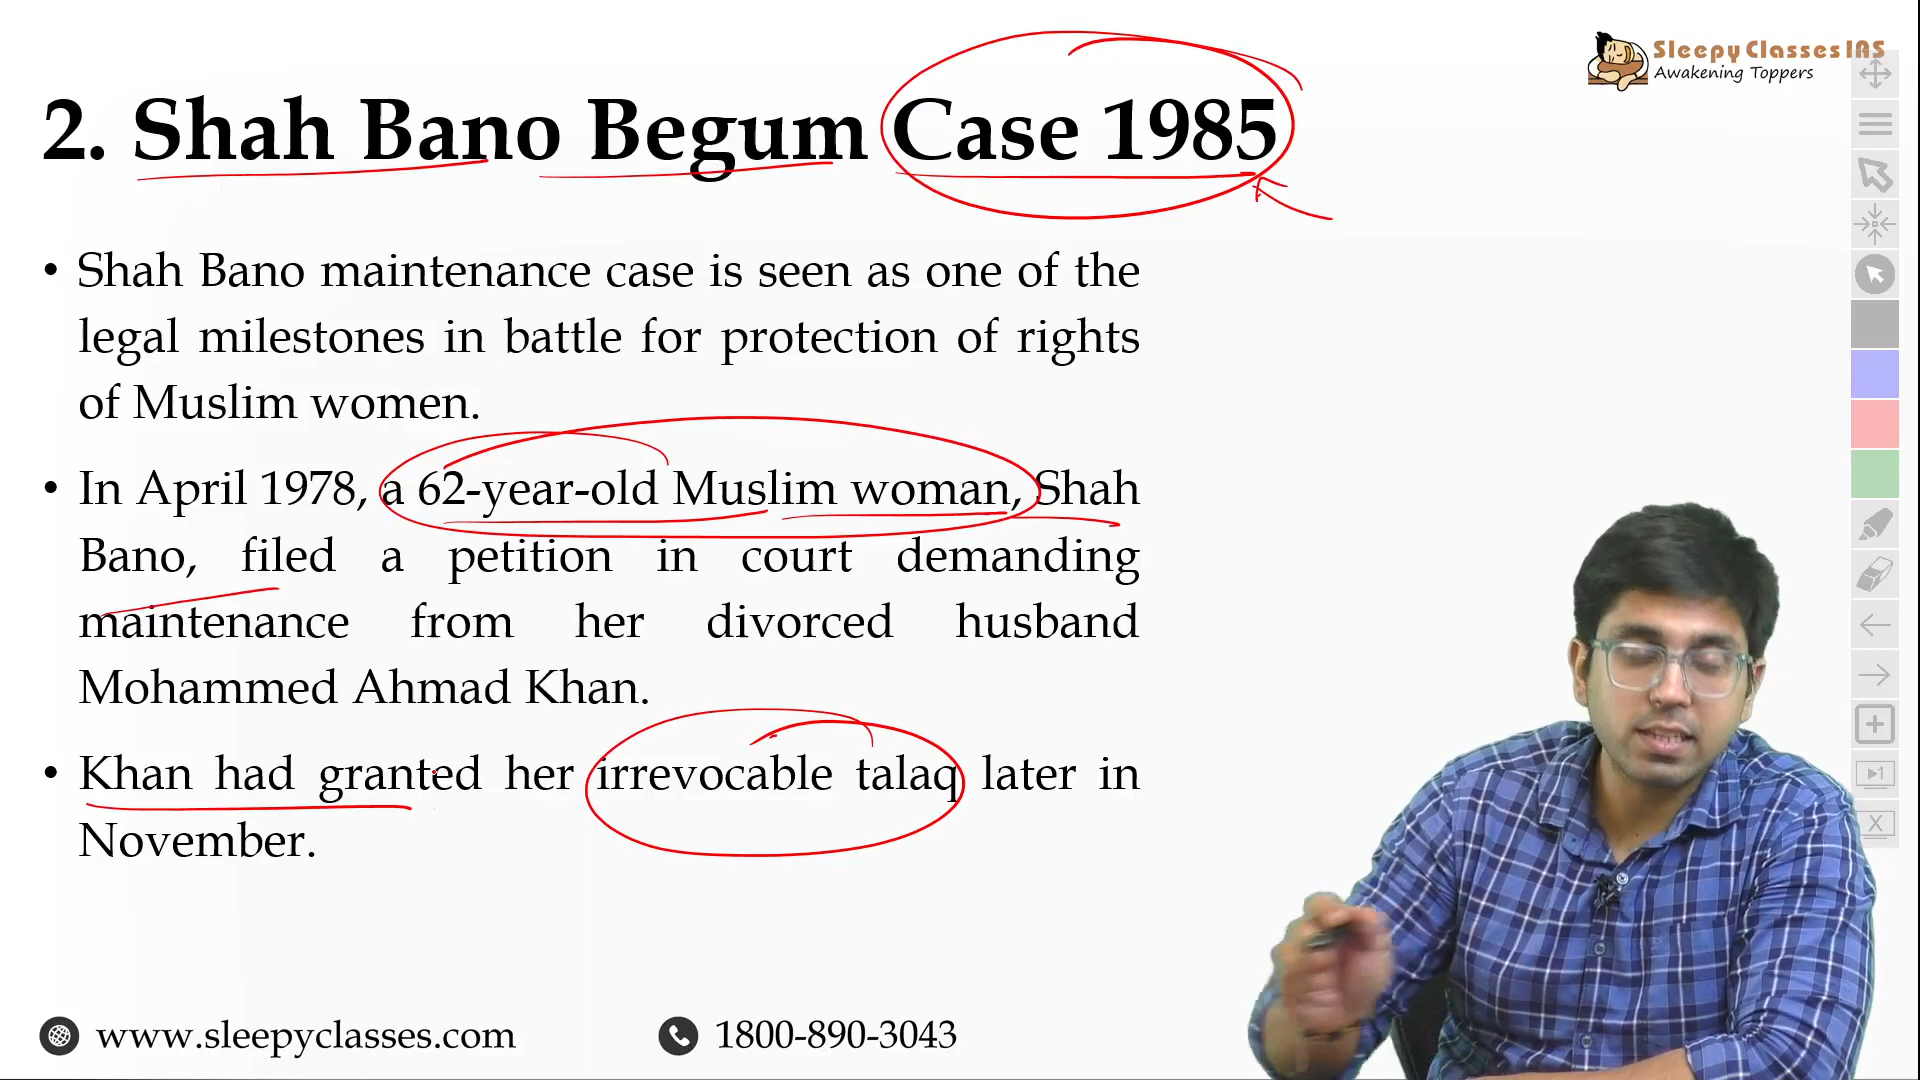 Sleepy Classes IAS
Awakening Toppers
2. Shah Bano Begum Case 1985
• Shah Bano maintenance case is seen as one of the
legal milestones in battle for protection of rights
of Muslim women.
• In April 1978, a 62-year-old Muslim woman, Shah
Bano, filed a petition in court demanding
maintenance from her divorced husband
Mohammed Ahmad Khan.
• Khan had granted her irrevocable talaq later in
November.
www.sleepyclasses.com
1800-890-3043
1
X